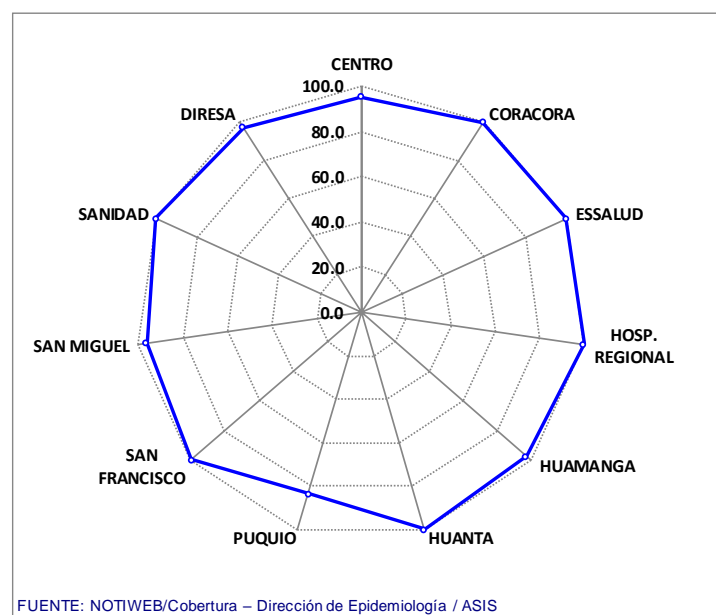 CENTRO
100.0
DIRESA
CORACORA
80.0
60.0
SANIDAD
ESSALUD
40.0
20.0
0.0
SAN MIGUEL
HOSP.
REGIONAL
SAN
FRANCISCO
HUAMANGA
PUQUIO
HUANTA
FUENTE: NOTIWEB/Cobertura – Dirección de Epidemiología / ASIS